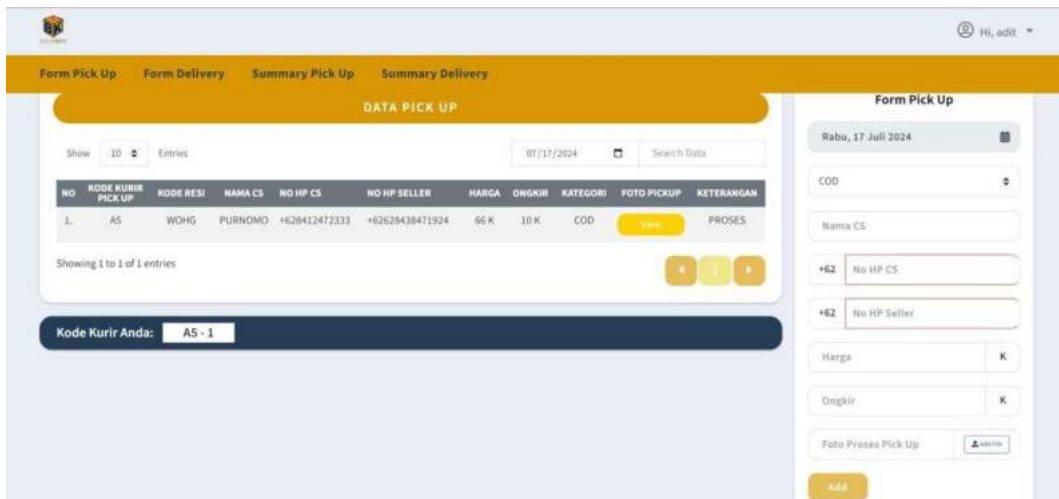 BK
Hi, adit
Form Pick Up Form Delivery Summary Pick Up Summary Delivery
DATA PICK UP
Show 10 Entries 07/17/2024 Search Data
NO KODE KURIR PICK UP KODE RESI NAMA CS NO HP CS NO HP SELLER HARGA ONGKIR KATEGORI FOTO PICKUP KETERANGAN
1. A5 WOHG PURNOMO +628412472333 +62628438471924 66 K 10 K COD View PROSES
Showing 1 to 1 of 1 entries
1
Kode Kurir Anda: A5 - 1
Form Pick Up
Rabu, 17 Juli 2024
COD
Nama CS
+62 No HP CS
+62 No HP Seller
Harga K
Ongkir K
Foto Proses Pick Up
Add